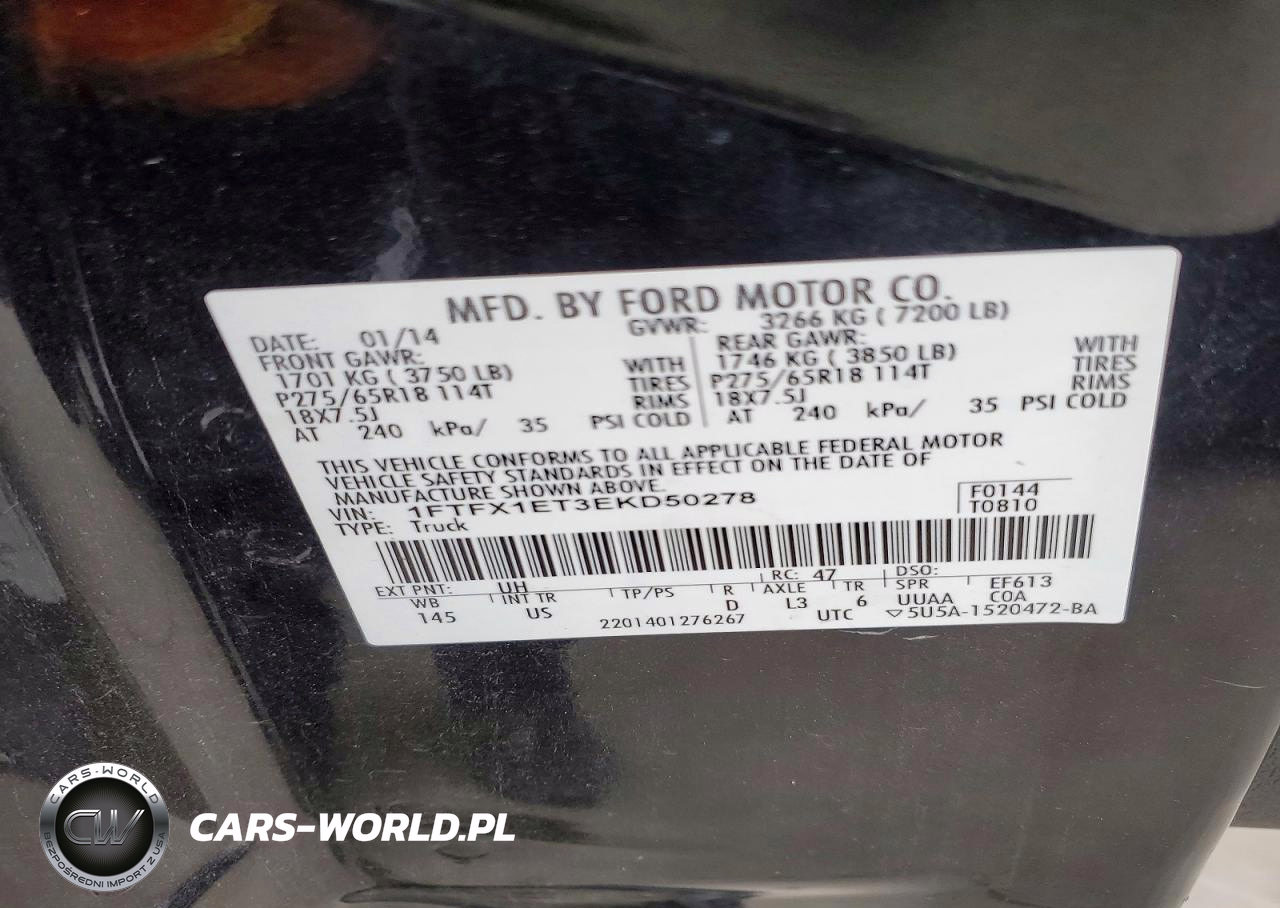 MFD. BY FORD MOTOR CO.
DATE: 01/14 GVWR: 3266 KG ( 7200 LB)
FRONT GAWR: REAR GAWR:
1701 KG ( 3750 LB) WITH 1746 KG ( 3850 LB) WITH
P275/65R18 114T TIRES P275/65R18 114T TIRES
18X7.5J RIMS 18X7.5J RIMS
AT 240 kPa/ 35 PSI COLD AT 240 kPa/ 35 PSI COLD
THIS VEHICLE CONFORMS TO ALL APPLICABLE FEDERAL MOTOR
VEHICLE SAFETY STANDARDS IN EFFECT ON THE DATE OF
MANUFACTURE SHOWN ABOVE.
VIN: 1FTFX1ET3EKD50278 F0144
TYPE: Truck T0810
EXT PNT: UH RC: 47 DSO: EF613
WB INT TR TP/PS R AXLE TR SPR COA
145 US D L3 6 UUAA
2201401276267 UTC ▽5U5A-1520472-BA
CARS-WORLD
CW
BEZPOŚREDNI IMPORT Z USA
CARS-WORLD.PL